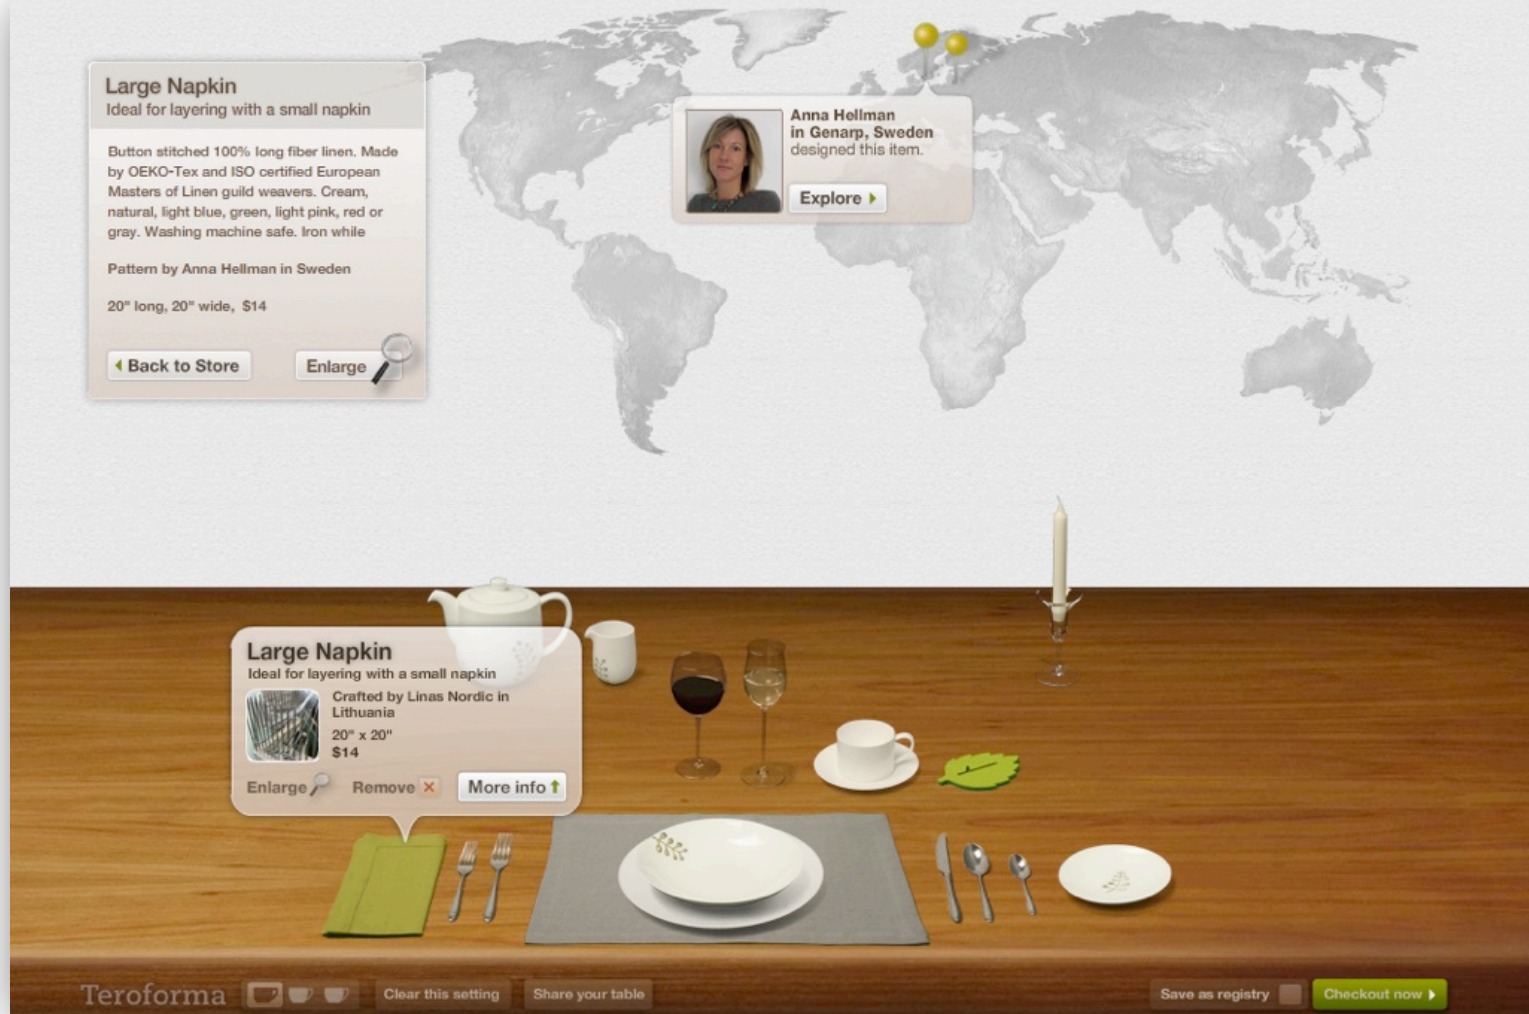 Large Napkin
Ideal for layering with a small napkin
Button stitched 100% long fiber linen. Made
by OEKO-Tex and ISO certified European
Masters of Linen guild weavers. Cream,
natural, light blue, green, light pink, red or
gray. Washing machine safe. Iron while
Pattern by Anna Hellman in Sweden
20" long, 20" wide, $14
Back to Store
Enlarge
Anna Hellman
in Genarp, Sweden
designed this item.
Explore
Large Napkin
Ideal for layering with a small napkin
Crafted by Linas Nordic in
Lithuania
20" x 20"
$14
Enlarge
Remove
More info
Teroforma
Clear this setting
Share your table
Save as registry
Checkout now